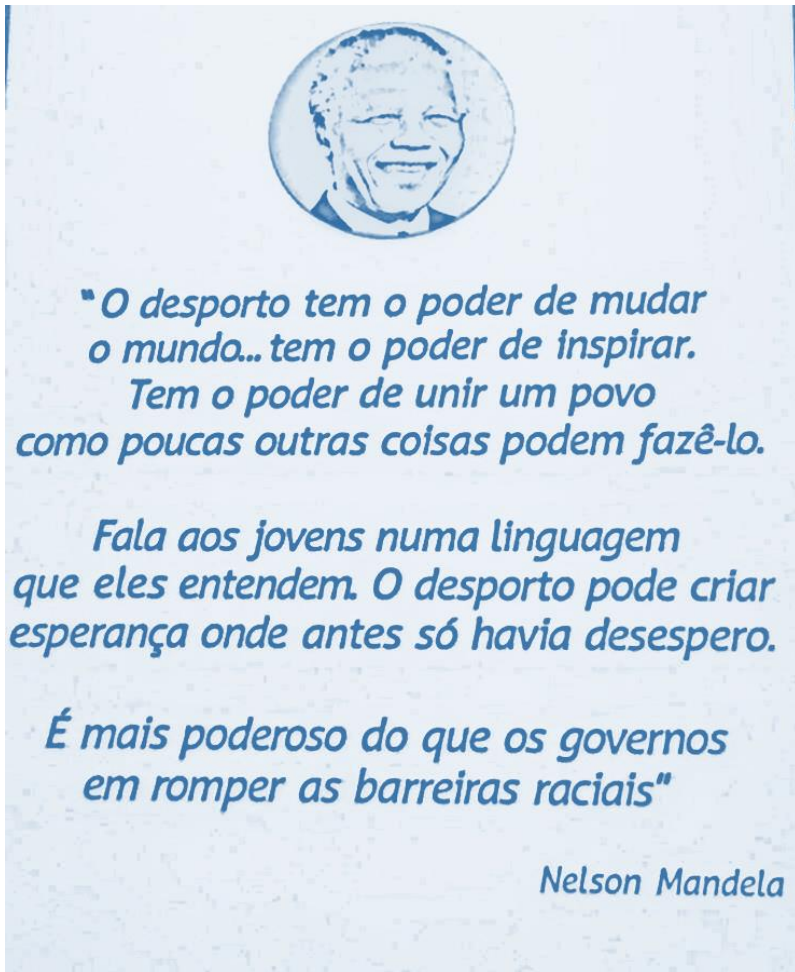 "O desporto tem o poder de mudar
o mundo... tem o poder de inspirar.
Tem o poder de unir um povo
como poucas outras coisas podem fazê-lo.
Fala aos jovens numa linguagem
que eles entendem. O desporto pode criar
esperança onde antes só havia desespero.
É mais poderoso do que os governos
em romper as barreiras raciais"
Nelson Mandela